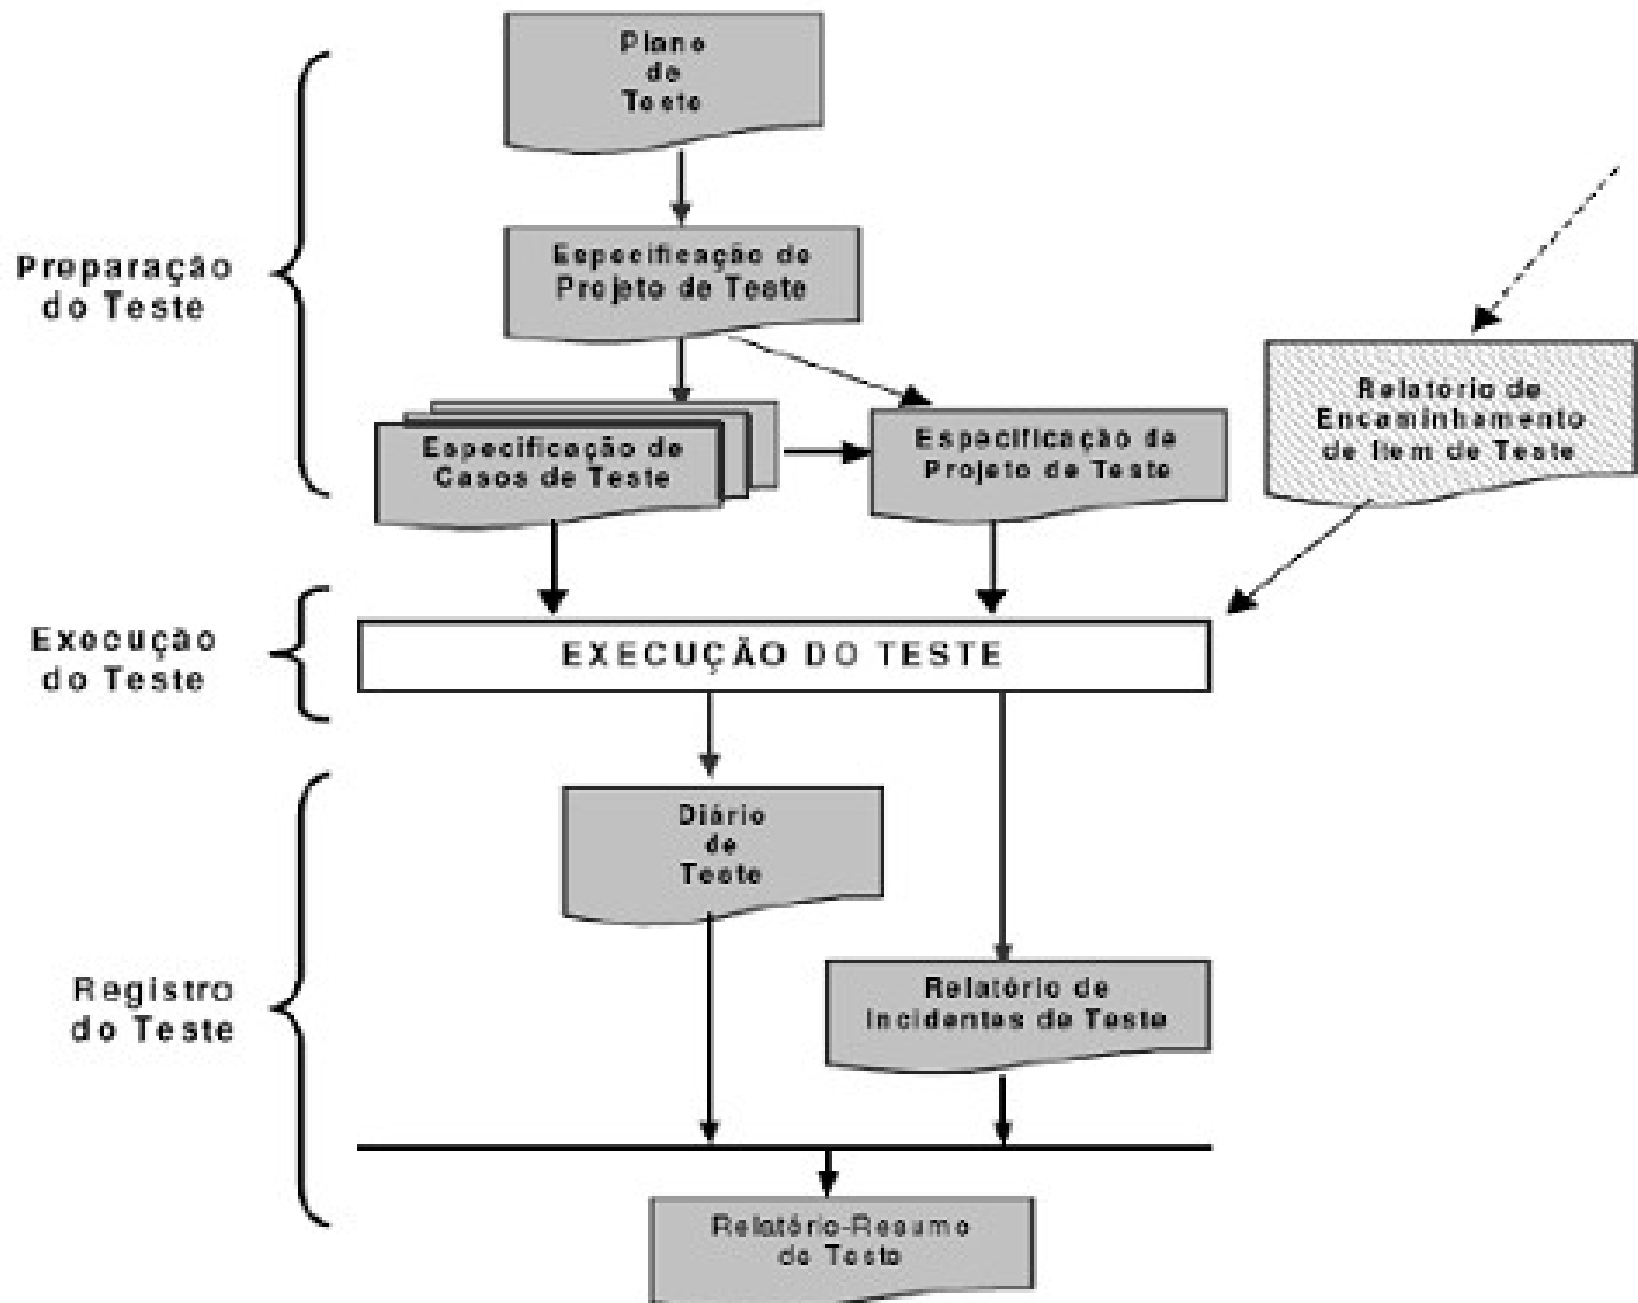 Plano
de
Teste
Preparação
do Teste
Especificação de
Projeto de Teste
Especificação de
Casos de Teste
Especificação de
Projeto de Teste
Relatório de
Encaminhamento
de Item de Teste
Execução
do Teste
EXECUÇÃO DO TESTE
Diário
de
Teste
Registro
do Teste
Relatório de
Incidentes de Teste
Relatório-Resumo
de Teste